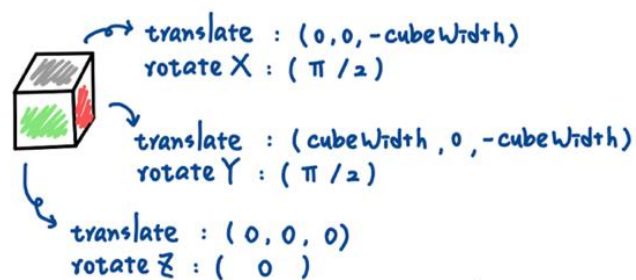 translate : (0,0,-cubeWidth)
rotate X : ( π /2)
translate : (cubeWidth ,0,-cubeWidth)
rotate Y : ( π /2)
translate : ( 0, 0, 0)
rotate Z : ( 0 )